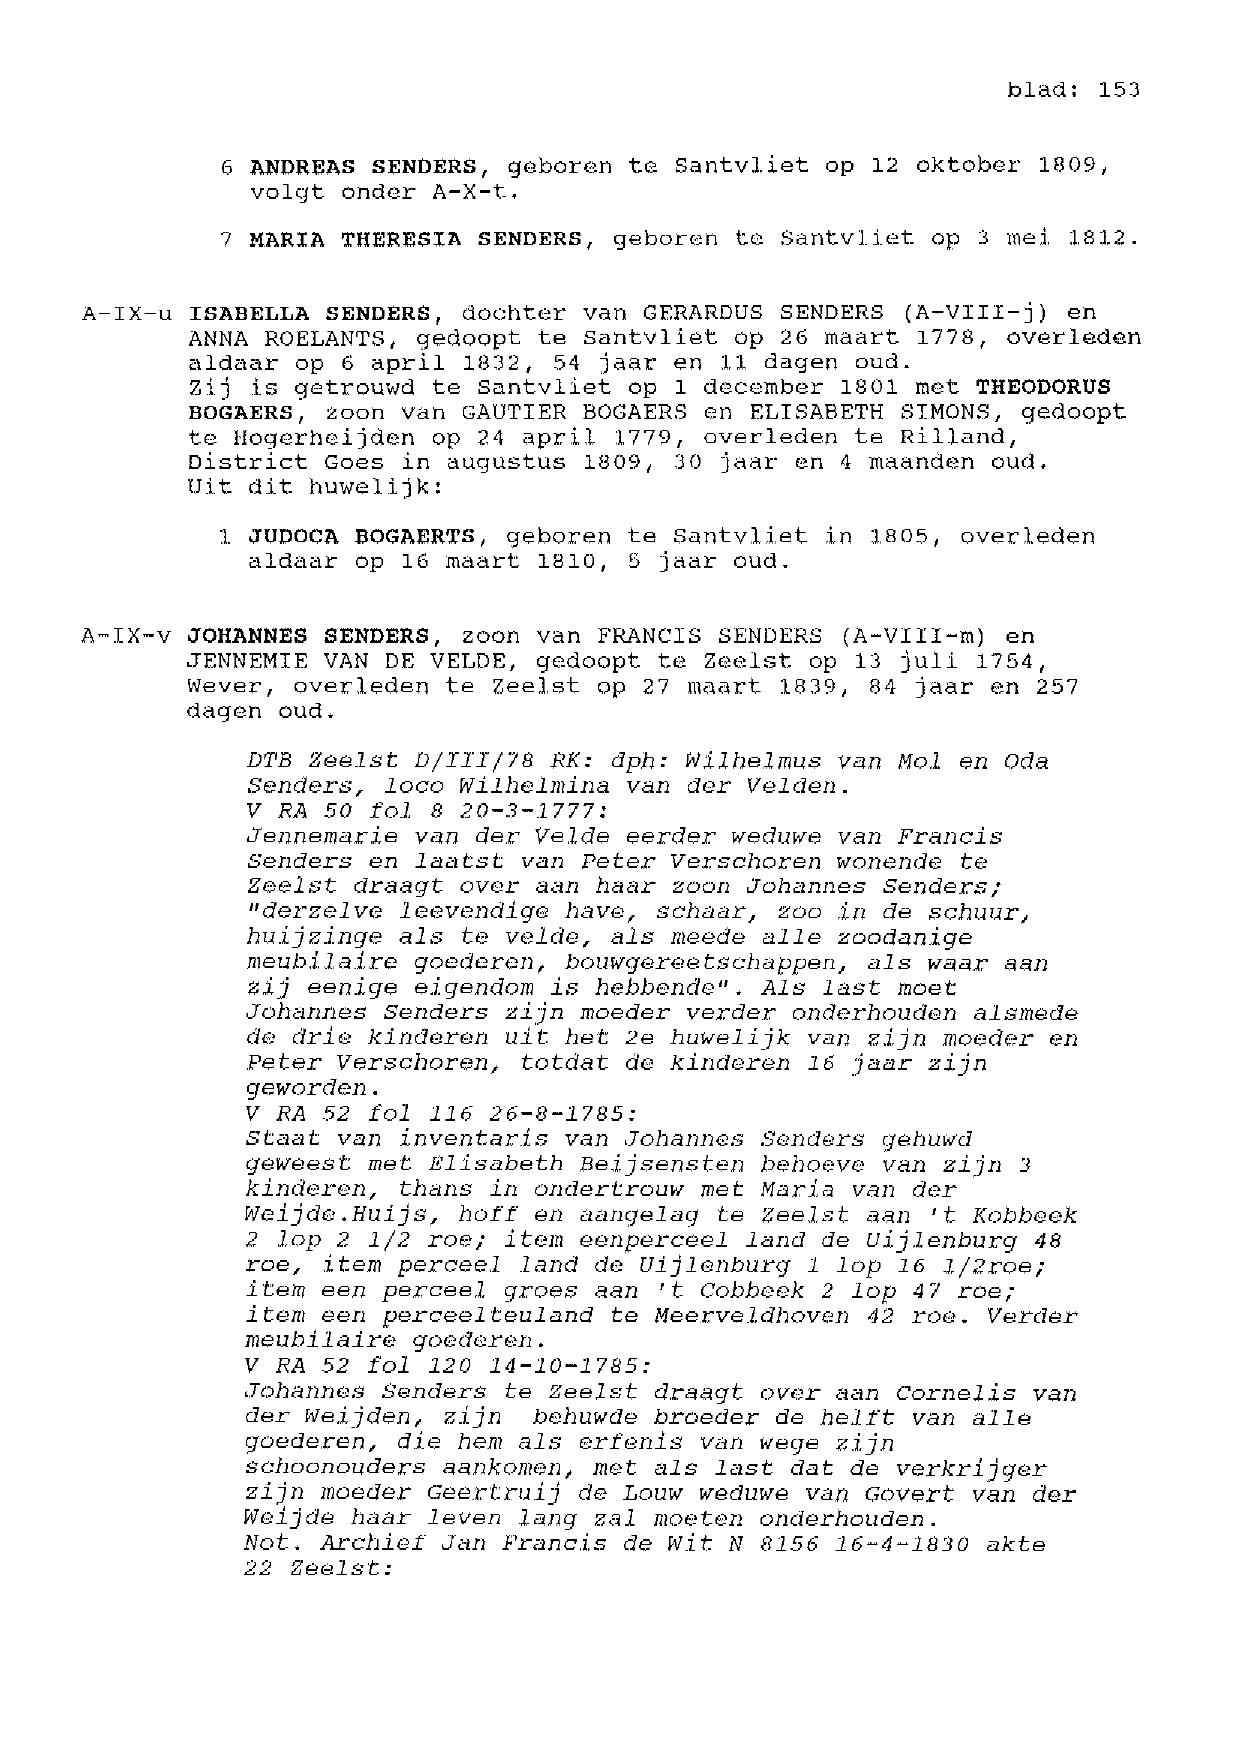 blad: 153
6 ANDREAS SENDERS, geboren te Santvliet op 12 oktober 1809,
volgt onder A-X-t.
7 MARIA THERESIA SENDERS, geboren te Santvliet op 3 mei 1812.
A-IX-u ISABELLA SENDERS, dochter van GERARDUS SENDERS (A-VIII-j) en
ANNA ROELANTS, gedoopt te Santvliet op 26 maart 1778, overleden
aldaar op 6 april 1832, 54 jaar en 11 dagen oud.
Zij is getrouwd te Santvliet op 1 december 1801 met THEODORUS
BOGAERS, zoon van GAUTIER BOGAERS en ELISABETH SIMONS, gedoopt
te Hogerheijden op 24 april 1779, overleden te Rilland,
District Goes in augustus 1809, 30 jaar en 4 maanden oud.
Uit dit huwelijk:
1 JUDOCA BOGAERTS, geboren te Santvliet in 1805, overleden
aldaar op 16 maart 1810, 5 jaar oud.
A-IX-v JOHANNES SENDERS, zoon van FRANCIS SENDERS (A-VIII-m) en
JENNEMIE VAN DE VELDE, gedoopt te Zeelst op 13 juli 1754,
Wever, overleden te Zeelst op 27 maart 1839, 84 jaar en 257
dagen oud.
DTB Zeelst D/III/78 RK: dph: Wilhelmus van Mol en Oda
Senders, loco Wilhelmina van der Velden.
V RA 50 fol 8 20-3-1777:
Jennemarie van der Velde eerder weduwe van Francis
Senders en laatst van Peter Verschoren wonende te
Zeelst draagt over aan haar zoon Johannes Senders;
"derzelve leevendige have, schaar, zoo in de schuur,
huijzinge als te velde, als meede alle zoodanige
meubilaire goederen, bouwgereetschappen, als waar aan
zij eenige eigendom is hebbende". Als last moet
Johannes Senders zijn moeder verder onderhouden alsmede
de drie kinderen uit het 2e huwelijk van zijn moeder en
Peter Verschoren, totdat de kinderen 16 jaar zijn
geworden.
V RA 52 fol 116 26-8-1785:
Staat van inventaris van Johannes Senders gehuwd
geweest met Elisabeth Beijsensten behoeve van zijn 3
kinderen, thans in ondertrouw met Maria van der
Weijde.Huijs, hoff en aangelag te Zeelst aan 't Kobbeek
2 lop 2 1/2 roe; item eenperceel land de Uijlenburg 48
roe, item perceel land de Uijlenburg 1 lop 16 1/2roe;
item een perceel groes aan 't Cobbeek 2 lop 47 roe;
item een perceelteuland te Meerveldhoven 42 roe. Verder
meubilaire goederen.
V RA 52 fol 120 14-10-1785:
Johannes Senders te Zeelst draagt over aan Cornelis van
der Weijden, zijn behuwde broeder de helft van alle
goederen, die hem als erfenis van wege zijn
schoonouders aankomen, met als last dat de verkrijger
zijn moeder Geertruij de Louw weduwe van Govert van der
Weijde haar leven lang zal moeten onderhouden.
Not. Archief Jan Francis de Wit N 8156 16-4-1830 akte
22 Zeelst: